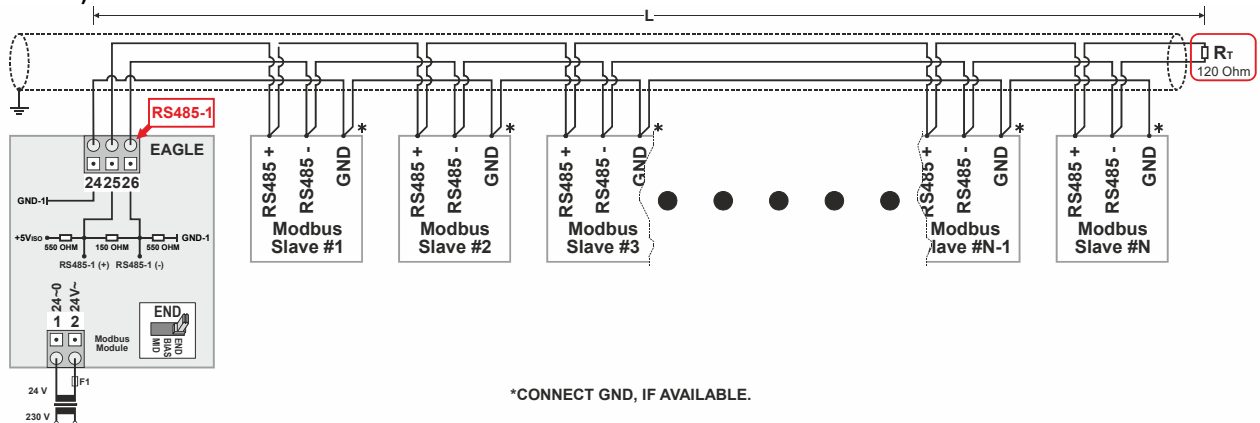 L
RT
120 Ohm
RS485-1
EAGLE
24 25 26
GND-1
+5VISO
GND-1
550 OHM
150 OHM
550 OHM
RS485-1 (+)
RS485-1 (-)
24~0
24V~
1 2
Modbus
Module
END
END
BIAS
MID
F1
24 V
230 V
*
RS485 +
RS485 -
GND
Modbus
Slave #1
*
RS485 +
RS485 -
GND
Modbus
Slave #2
*
RS485 +
RS485 -
GND
Modbus
Slave #3
*
RS485 +
RS485 -
GND
Modbus
lave #N-1
*
RS485 +
RS485 -
GND
Modbus
Slave #N
*CONNECT GND, IF AVAILABLE.